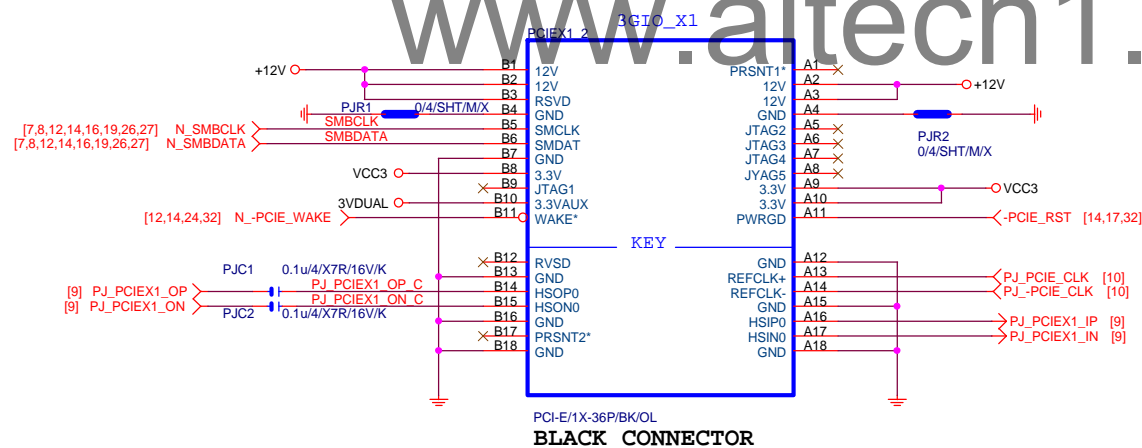 www.altech1.
3GIO_X1
PCIEX1_2
+12V B1 12V PRSNT1* A1
B2 12V 12V A2 +12V
B3 RSVD 12V A3
PJR1 0/4/SHT/M/X B4 GND GND A4
[7,8,12,14,16,19,26,27] N_SMBCLK SMBCLK B5 SMCLK JTAG2 A5
[7,8,12,14,16,19,26,27] N_SMBDATA SMBDATA B6 SMDAT JTAG3 A6 PJR2
B7 GND JTAG4 A7 0/4/SHT/M/X
VCC3 B8 3.3V JYAG5 A8
B9 JTAG1 3.3V A9 VCC3
3VDUAL B10 3.3VAUX 3.3V A10
[12,14,24,32] N_-PCIE_WAKE B11 WAKE* PWRGD A11 -PCIE_RST [14,17,32]
KEY
B12 RVSD GND A12
PJC1 0.1u/4/X7R/16V/K B13 GND REFCLK+ A13 PJ_PCIE_CLK [10]
[9] PJ_PCIEX1_OP PJ_PCIEX1_OP_C B14 HSOP0 REFCLK- A14 PJ_-PCIE_CLK [10]
[9] PJ_PCIEX1_ON PJ_PCIEX1_ON_C B15 HSON0 GND A15
PJC2 0.1u/4/X7R/16V/K B16 GND HSIP0 A16 PJ_PCIEX1_IP [9]
B17 PRSNT2* HSIN0 A17 PJ_PCIEX1_IN [9]
B18 GND GND A18
PCI-E/1X-36P/BK/OL
BLACK CONNECTOR